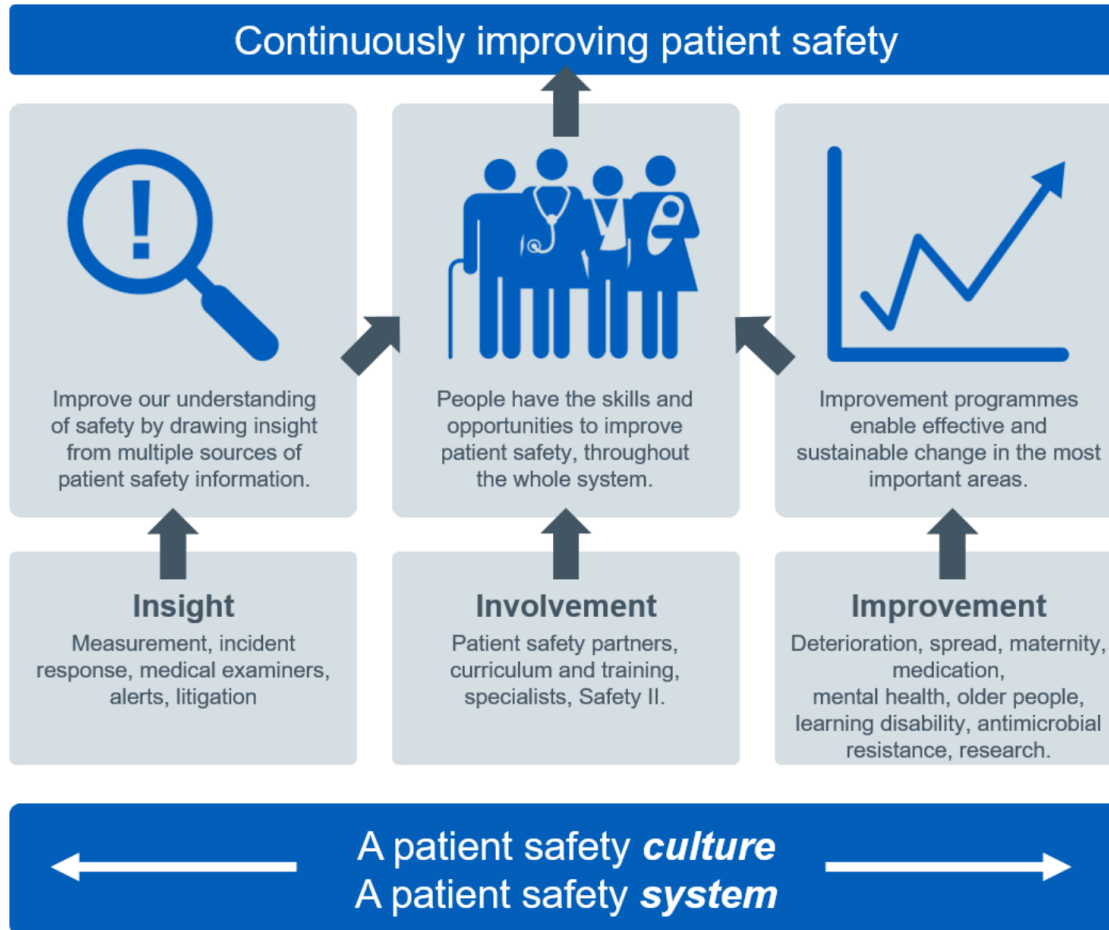 Continuously improving patient safety
!
Improve our understanding
of safety by drawing insight
from multiple sources of
patient safety information.
People have the skills and
opportunities to improve
patient safety, throughout
the whole system.
Improvement programmes
enable effective and
sustainable change in the most
important areas.
Insight
Measurement, incident
response, medical examiners,
alerts, litigation
Involvement
Patient safety partners,
curriculum and training,
specialists, Safety II.
Improvement
Deterioration, spread, maternity,
medication,
mental health, older people,
learning disability, antimicrobial
resistance, research.
A patient safety culture
A patient safety system